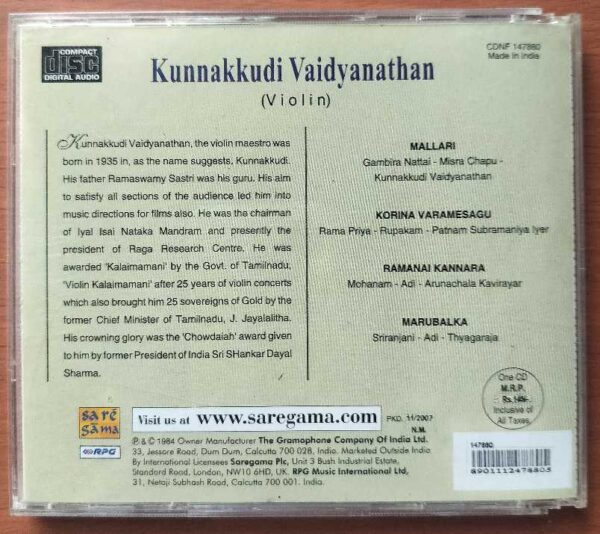 COMPACT
disc
DIGITAL AUDIO
CDNF 147880
Made in India
Kunnakkudi Vaidyanathan
(Violin)
Kunnakkudi Vaidyanathan, the violin maestro was
born in 1935 in, as the name suggests, Kunnakkudi.
His father Ramaswamy Sastri was his guru. His aim
to satisfy all sections of the audience led him into
music directions for films also. He was the chairman
of Iyal Isai Nataka Mandram and presently the
president of Raga Research Centre. He was
awarded 'Kalaimamani' by the Govt. of Tamilnadu,
'Violin Kalaimamani' after 25 years of violin concerts
which also brought him 25 sovereigns of Gold by the
former Chief Minister of Tamilnadu, J. Jayalalitha.
His crowning glory was the 'Chowdaiah' award given
to him by former President of India Sri SHankar Dayal
Sharma.
MALLARI
Gambira Nattai - Misra Chapu -
Kunnakkudi Vaidyanathan
KORINA VARAMESAGU
Rama Priya - Rupakam - Patnam Subramaniya Iyer
RAMANAI KANNARA
Mohanam - Adi - Arunachala Kavirayar
MARUBALKA
Sriranjani - Adi - Thyagaraja
One CD
M.R.P.
Inclusive of
All Taxes
sa re
ga ma
RPG
Visit us at www.saregama.com
PKD. 11/2007
N.M.
℗ & © 1984 Owner Manufacturer The Gramophone Company Of India Ltd.
33, Jessore Road, Dum Dum, Calcutta 700 028, India. Marketed Outside India
By International Licensees Saregama Plc, Unit 3 Bush Industrial Estate,
Standard Road, London, NW10 6HD, UK. RPG Music International Ltd,
31, Netaji Subhash Road, Calcutta 700 001. India.
147880
8901112478805